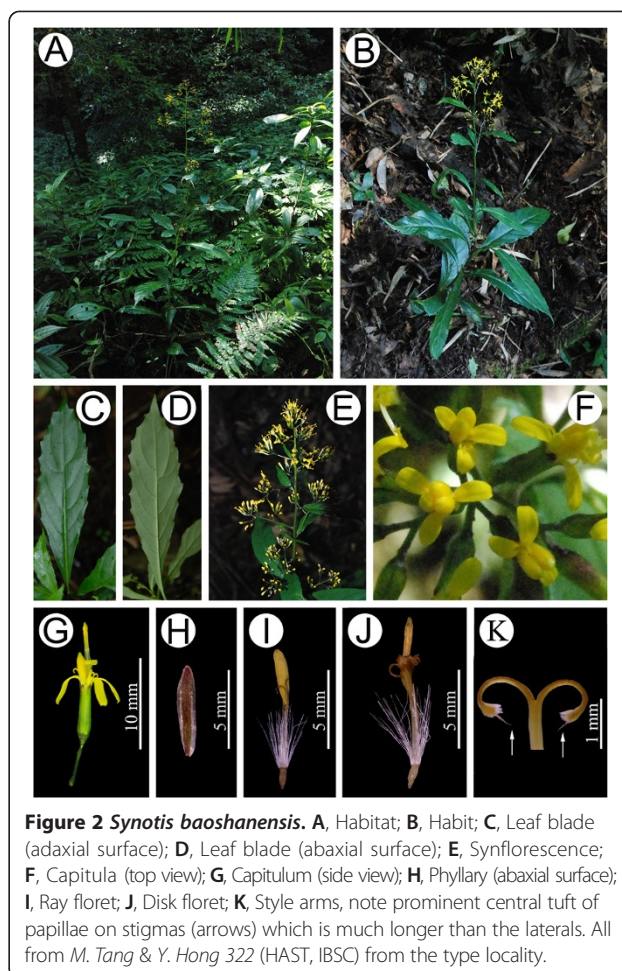 A
B
C
D
E
F
G
10 mm
H
5 mm
I
5 mm
J
5 mm
K
1 mm
Figure 2 Synotis baoshanensis. A, Habitat; B, Habit; C, Leaf blade
(adaxial surface); D, Leaf blade (abaxial surface); E, Synflorescence;
F, Capitula (top view); G, Capitulum (side view); H, Phyllary (abaxial surface);
I, Ray floret; J, Disk floret; K, Style arms, note prominent central tuft of
papillae on stigmas (arrows) which is much longer than the laterals. All
from M. Tang & Y. Hong 322 (HAST, IBSC) from the type locality.